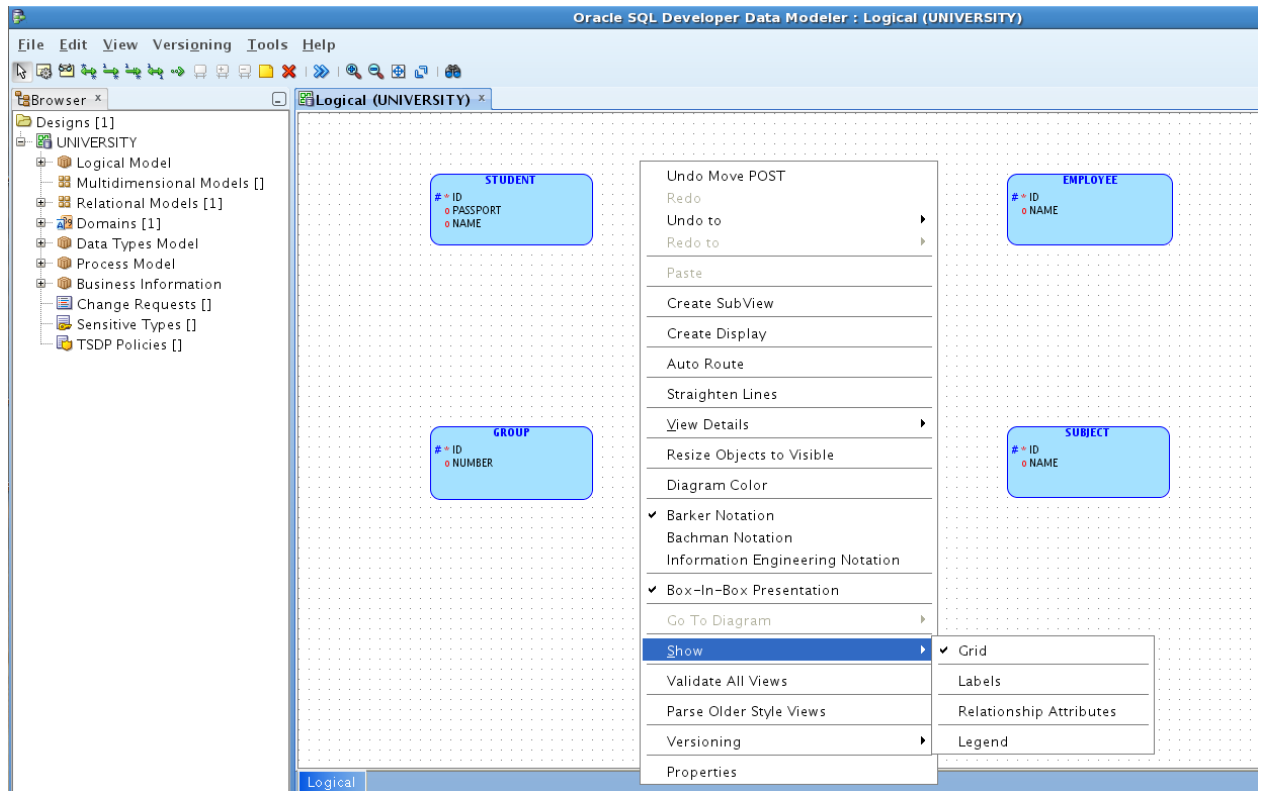 Oracle SQL Developer Data Modeler : Logical (UNIVERSITY)
File Edit View Versioning Tools Help
Browser x
Logical (UNIVERSITY) x
Designs [1]
UNIVERSITY
Logical Model
Multidimensional Models []
Relational Models [1]
Domains [1]
Data Types Model
Process Model
Business Information
Change Requests []
Sensitive Types []
TSDP Policies []
STUDENT
# * ID
o PASSPORT
o NAME
GROUP
# * ID
o NUMBER
Undo Move POST
Redo
Undo to
Redo to
Paste
Create SubView
Create Display
Auto Route
Straighten Lines
View Details
Resize Objects to Visible
Diagram Color
Barker Notation
Bachman Notation
Information Engineering Notation
Box-In-Box Presentation
Go To Diagram
Show
Validate All Views
Parse Older Style Views
Versioning
Properties
Grid
Labels
Relationship Attributes
Legend
EMPLOYEE
# * ID
o NAME
SUBJECT
# * ID
o NAME
Logical